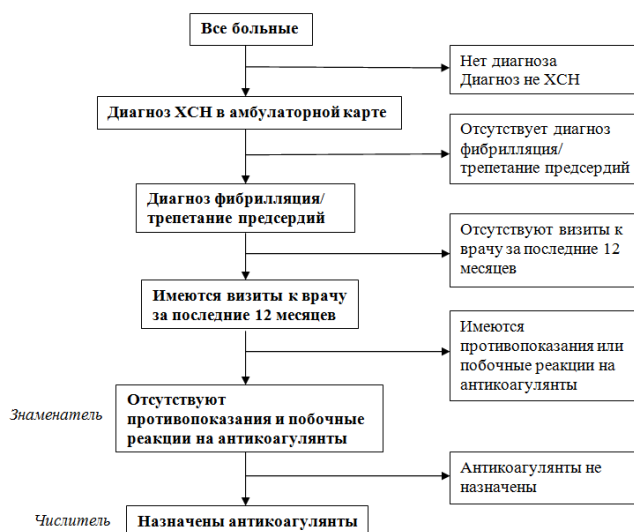 Все больные
Нет диагноза
Диагноз не ХСН
Диагноз ХСН в амбулаторной карте
Отсутствует диагноз
фибрилляция/
трепетание предсердий
Диагноз фибрилляция/
трепетание предсердий
Отсутствуют визиты к
врачу за последние 12
месяцев
Имеются визиты к врачу
за последние 12 месяцев
Имеются
противопоказания или
побочные реакции на
антикоагулянты
Знаменатель
Отсутствуют
противопоказания и побочные
реакции на антикоагулянты
Антикоагулянты не
назначены
Числитель
Назначены антикоагулянты